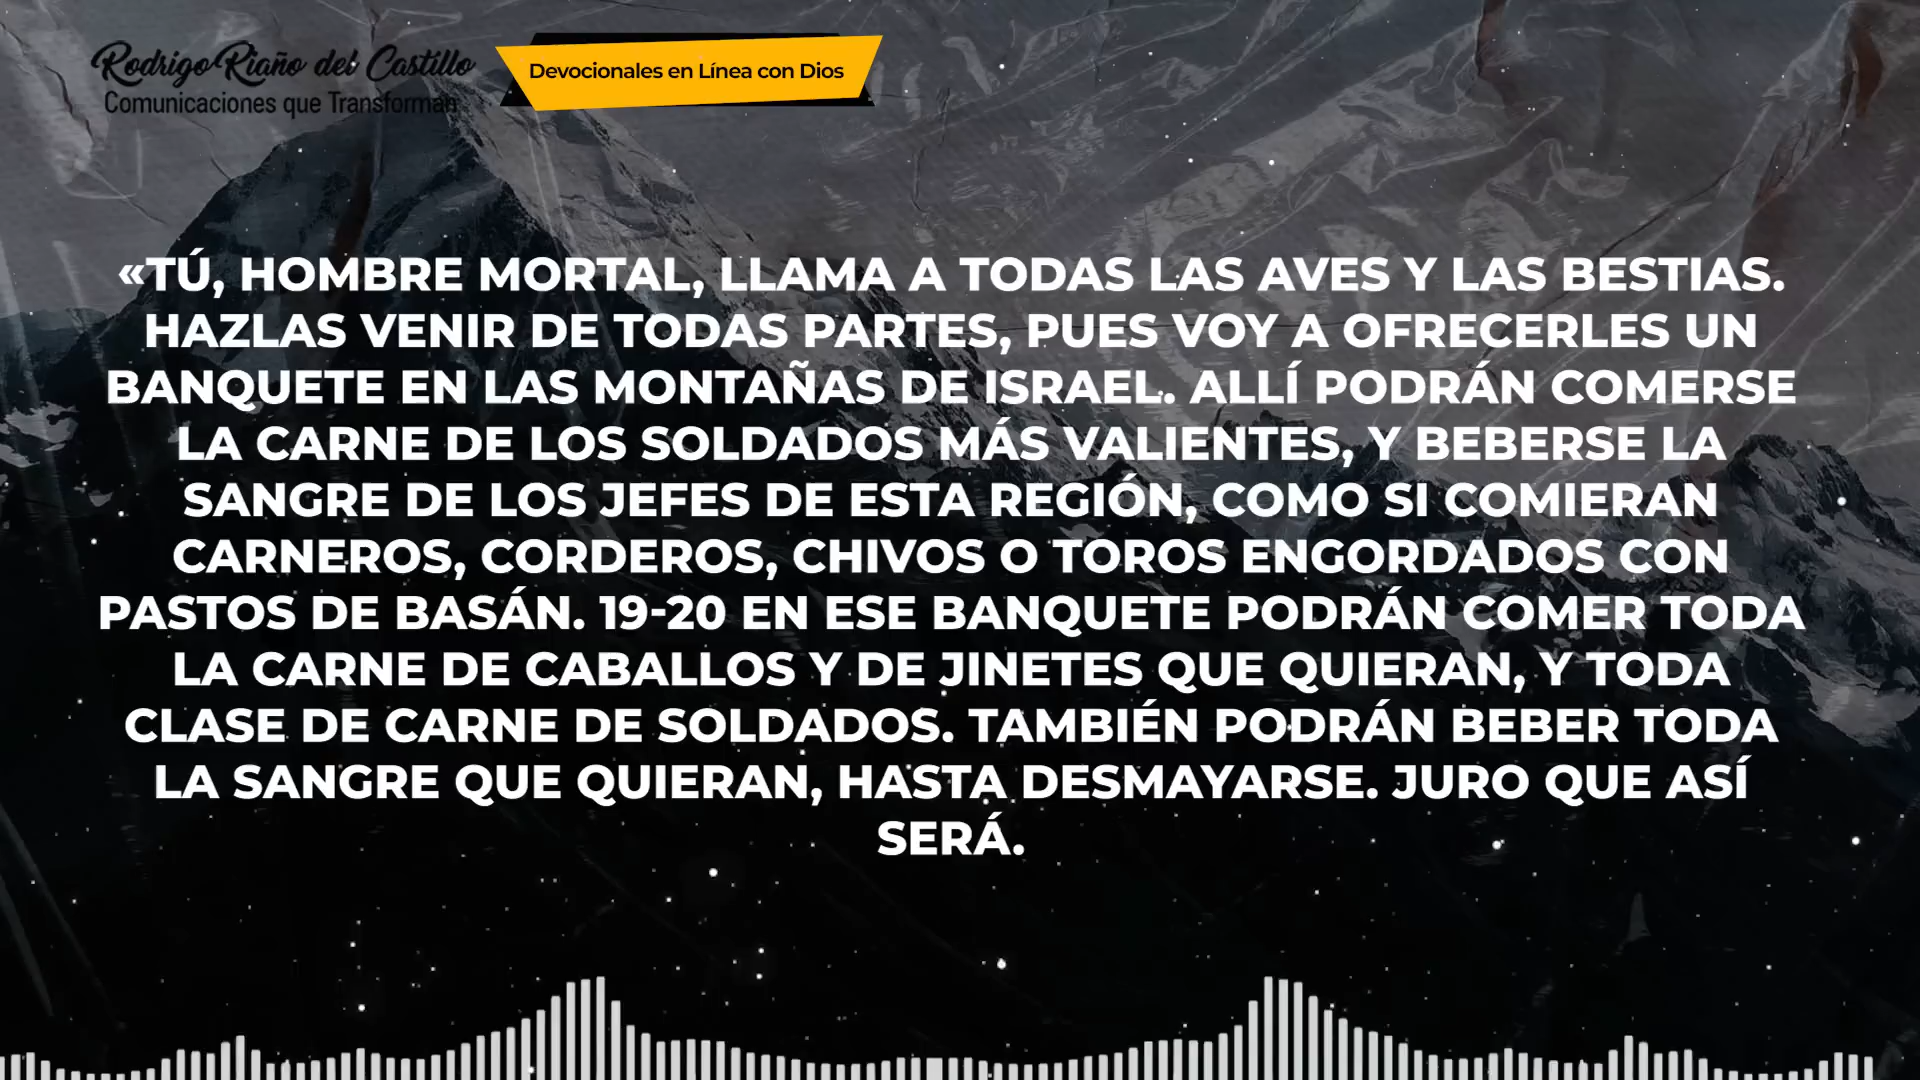 Rodrigo Riaño del Castillo
Comunicaciones que Transforman
Devocionales en Línea con Dios
«TÚ, HOMBRE MORTAL, LLAMA A TODAS LAS AVES Y LAS BESTIAS.
HAZLAS VENIR DE TODAS PARTES, PUES VOY A OFRECERLES UN
BANQUETE EN LAS MONTAÑAS DE ISRAEL. ALLÍ PODRÁN COMERSE
LA CARNE DE LOS SOLDADOS MÁS VALIENTES, Y BEBERSE LA
SANGRE DE LOS JEFES DE ESTA REGIÓN, COMO SI COMIERAN
CARNEROS, CORDEROS, CHIVOS O TOROS ENGORDADOS CON
PASTOS DE BASÁN. 19-20 EN ESE BANQUETE PODRÁN COMER TODA
LA CARNE DE CABALLOS Y DE JINETES QUE QUIERAN, Y TODA
CLASE DE CARNE DE SOLDADOS. TAMBIÉN PODRÁN BEBER TODA
LA SANGRE QUE QUIERAN, HASTA DESMAYARSE. JURO QUE ASÍ
SERÁ.